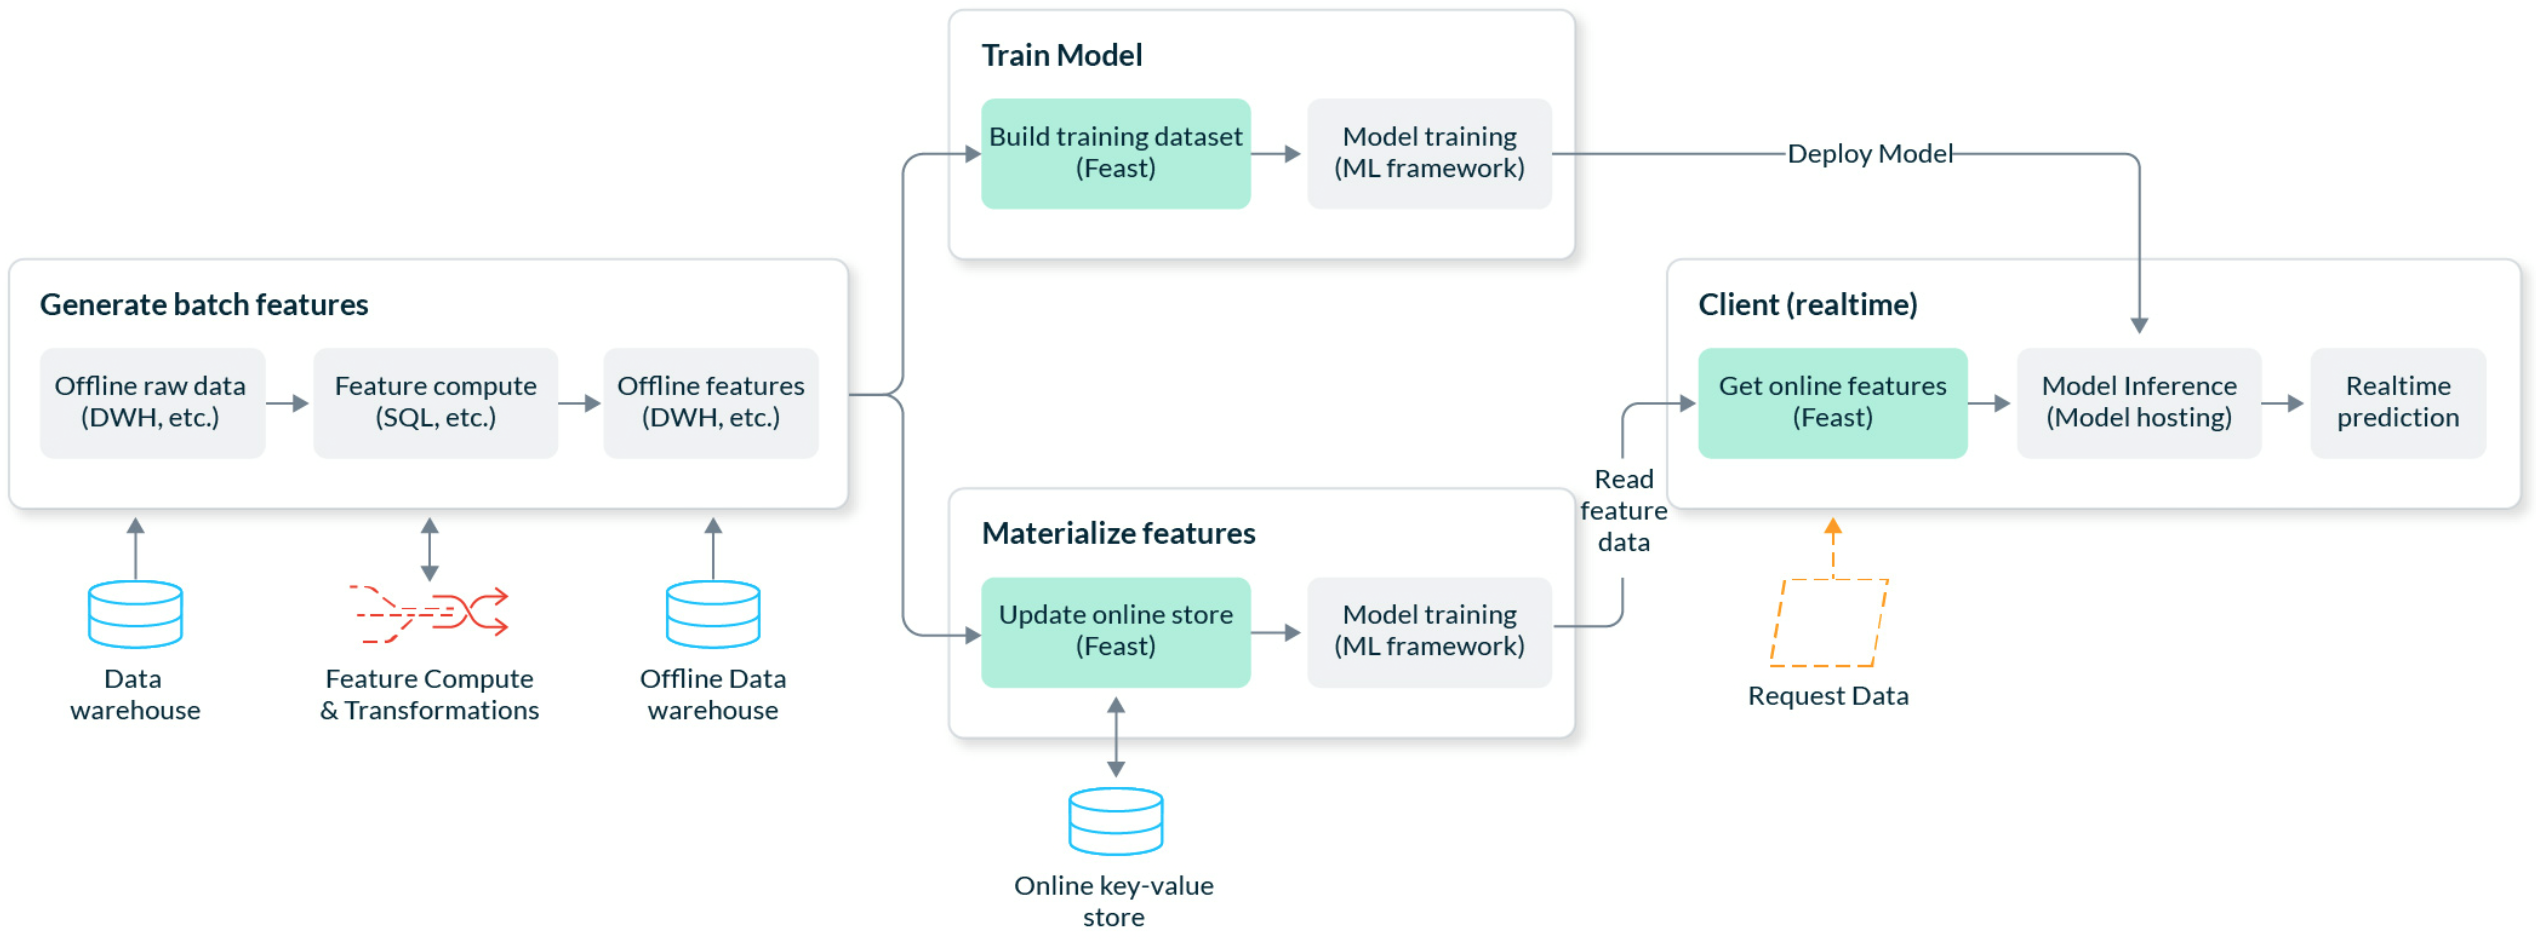 Train Model
Build training dataset
(Feast)
Model training
(ML framework)
Deploy Model
Generate batch features
Offline raw data
(DWH, etc.)
Feature compute
(SQL, etc.)
Offline features
(DWH, etc.)
Data
warehouse
Feature Compute
& Transformations
Offline Data
warehouse
Materialize features
Update online store
(Feast)
Model training
(ML framework)
Online key-value
store
Read
feature
data
Client (realtime)
Get online features
(Feast)
Model Inference
(Model hosting)
Realtime
prediction
Request Data